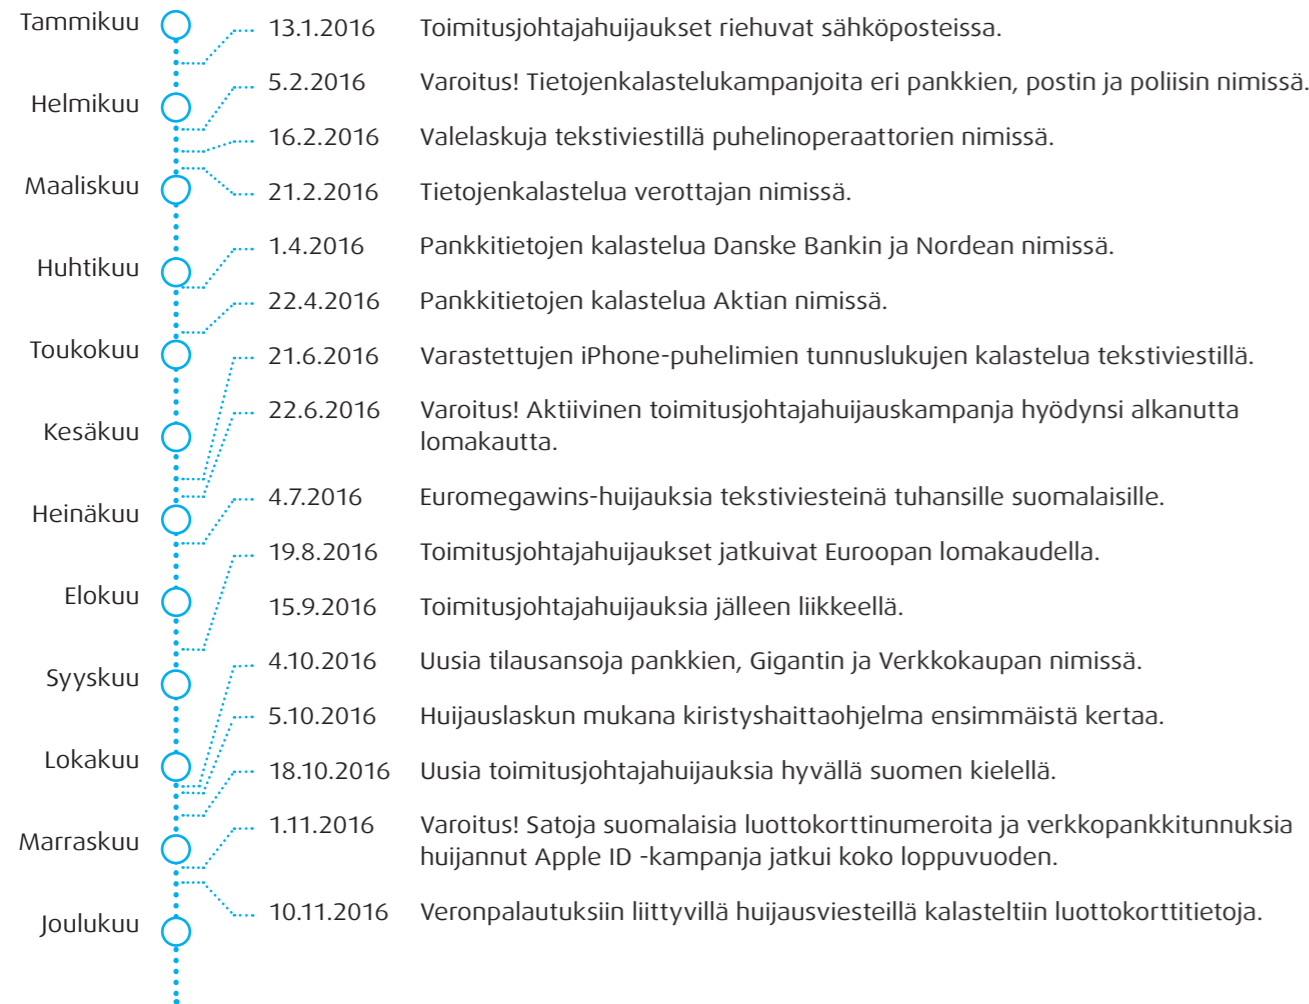 Tammikuu
13.1.2016 Toimitusjohtajahuijaukset riehuvat sähköposteissa.
5.2.2016 Varoitus! Tietojenkalastelukampanjoita eri pankkien, postin ja poliisin nimissä.
Helmikuu
16.2.2016 Valelaskuja tekstiviestillä puhelinoperaattorien nimissä.
Maaliskuu
21.2.2016 Tietojenkalastelua verottajan nimissä.
1.4.2016 Pankkitietojen kalastelua Danske Bankin ja Nordean nimissä.
Huhtikuu
22.4.2016 Pankkitietojen kalastelua Aktian nimissä.
Toukokuu
21.6.2016 Varastettujen iPhone-puhelimien tunnuslukujen kalastelua tekstiviestillä.
22.6.2016 Varoitus! Aktiivinen toimitusjohtajahuijauskampanja hyödynsi alkanutta
lomakautta.
Kesäkuu
4.7.2016 Euromegawins-huijauksia tekstiviesteinä tuhansille suomalaisille.
Heinäkuu
19.8.2016 Toimitusjohtajahuijaukset jatkuivat Euroopan lomakaudella.
Elokuu
15.9.2016 Toimitusjohtajahuijauksia jälleen liikkeellä.
4.10.2016 Uusia tilausansoja pankkien, Gigantin ja Verkkokaupan nimissä.
Syyskuu
5.10.2016 Huijauslaskun mukana kiristyshaittaohjelma ensimmäistä kertaa.
Lokakuu
18.10.2016 Uusia toimitusjohtajahuijauksia hyvällä suomen kielellä.
1.11.2016 Varoitus! Satoja suomalaisia luottokorttinumeroita ja verkkopankkitunnuksia
huijannut Apple ID -kampanja jatkui koko loppuvuoden.
Marraskuu
10.11.2016 Veronpalautuksiin liittyvillä huijausviesteillä kalasteltiin luottokorttitietoja.
Joulukuu